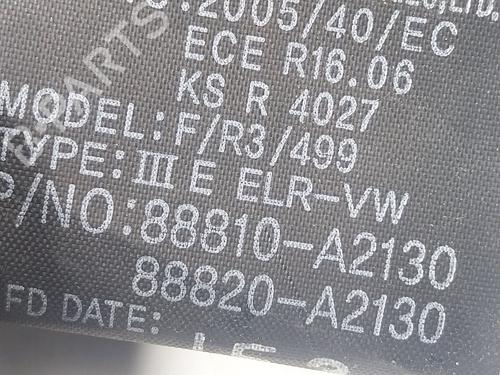 :2005/40/EC
ECE R16.06
KS R 4027
MODEL: F/R3/499
TYPE: III E ELR-VW
P/NO: 88810-A2130
88820-A2130
FD DATE: